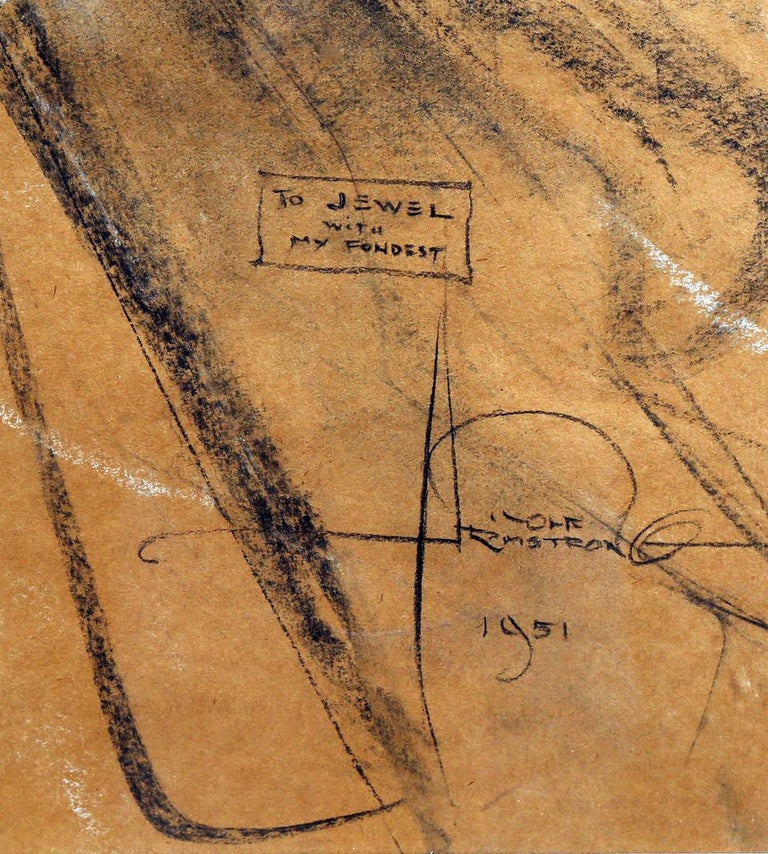 TO JEWEL
WITH
MY FONDEST
ROLF
ARMSTRONG
1951